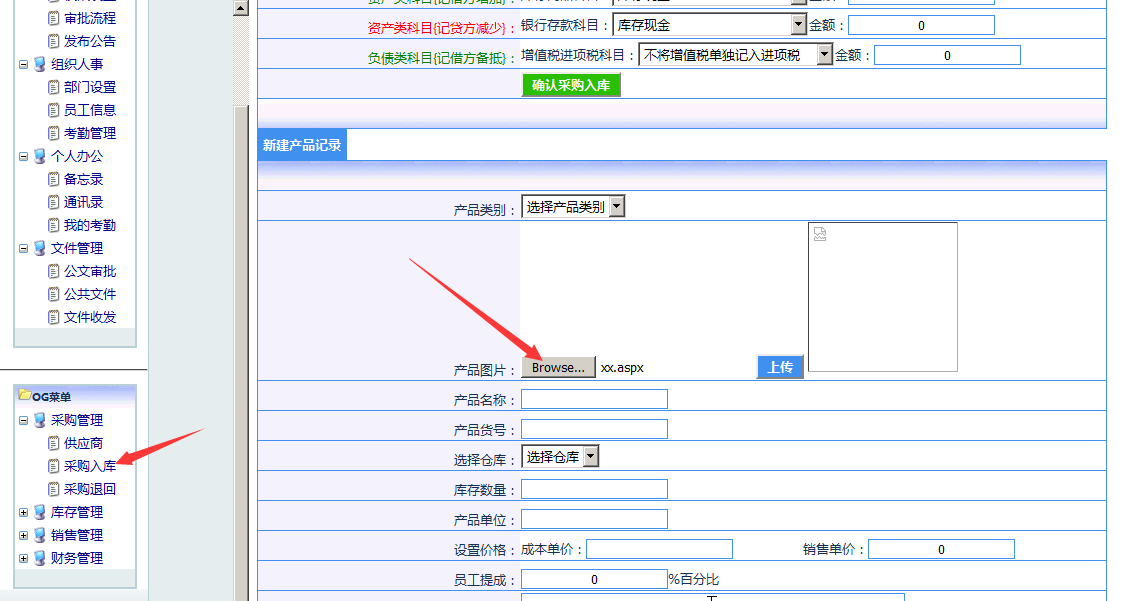 审批流程
发布公告
组织人事
部门设置
员工信息
考勤管理
个人办公
备忘录
通讯录
我的考勤
文件管理
公文审批
公共文件
文件收发
OG菜单
采购管理
供应商
采购入库
采购退回
库存管理
销售管理
财务管理
资产类科目{记贷方减少}：银行存款科目：库存现金 金额：0
负债类科目{记借方备抵}：增值税进项税科目：不将增值税单独记入进项税 金额：0
确认采购入库
新建产品记录
产品类别：选择产品类别
产品图片：Browse... xx.aspx 上传
产品名称：
产品货号：
选择仓库：选择仓库
库存数量：
产品单位：
设置价格：成本单价： 销售单价：0
员工提成：0 %百分比